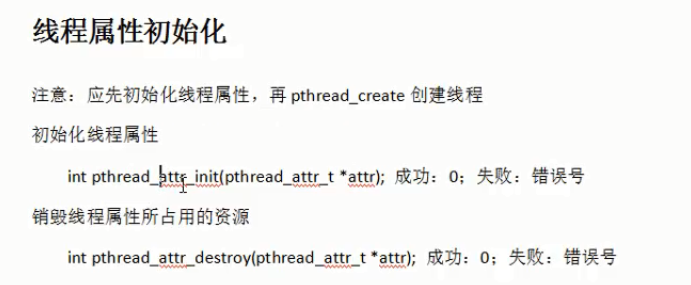 线程属性初始化
注意：应先初始化线程属性，再 pthread_create 创建线程
初始化线程属性
int pthread_attr_init(pthread_attr_t *attr); 成功：0；失败：错误号
销毁线程属性所占用的资源
int pthread_attr_destroy(pthread_attr_t *attr); 成功：0；失败：错误号